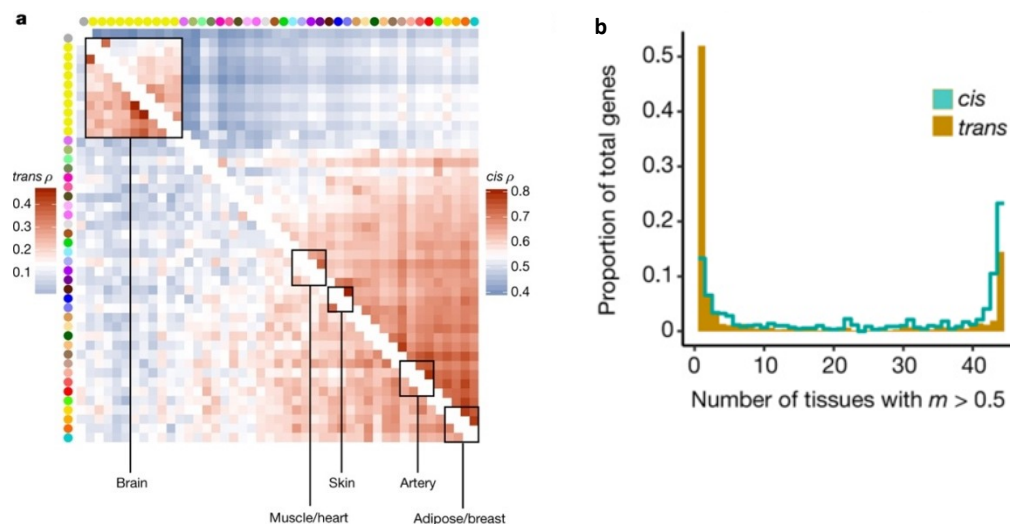 a
trans ρ
0.4
0.3
0.2
0.1
cis ρ
0.8
0.7
0.6
0.5
0.4
Brain
Muscle/heart
Skin
Artery
Adipose/breast
b
Proportion of total genes
0.5
0.4
0.3
0.2
0.1
0
cis
trans
0 10 20 30 40
Number of tissues with m > 0.5